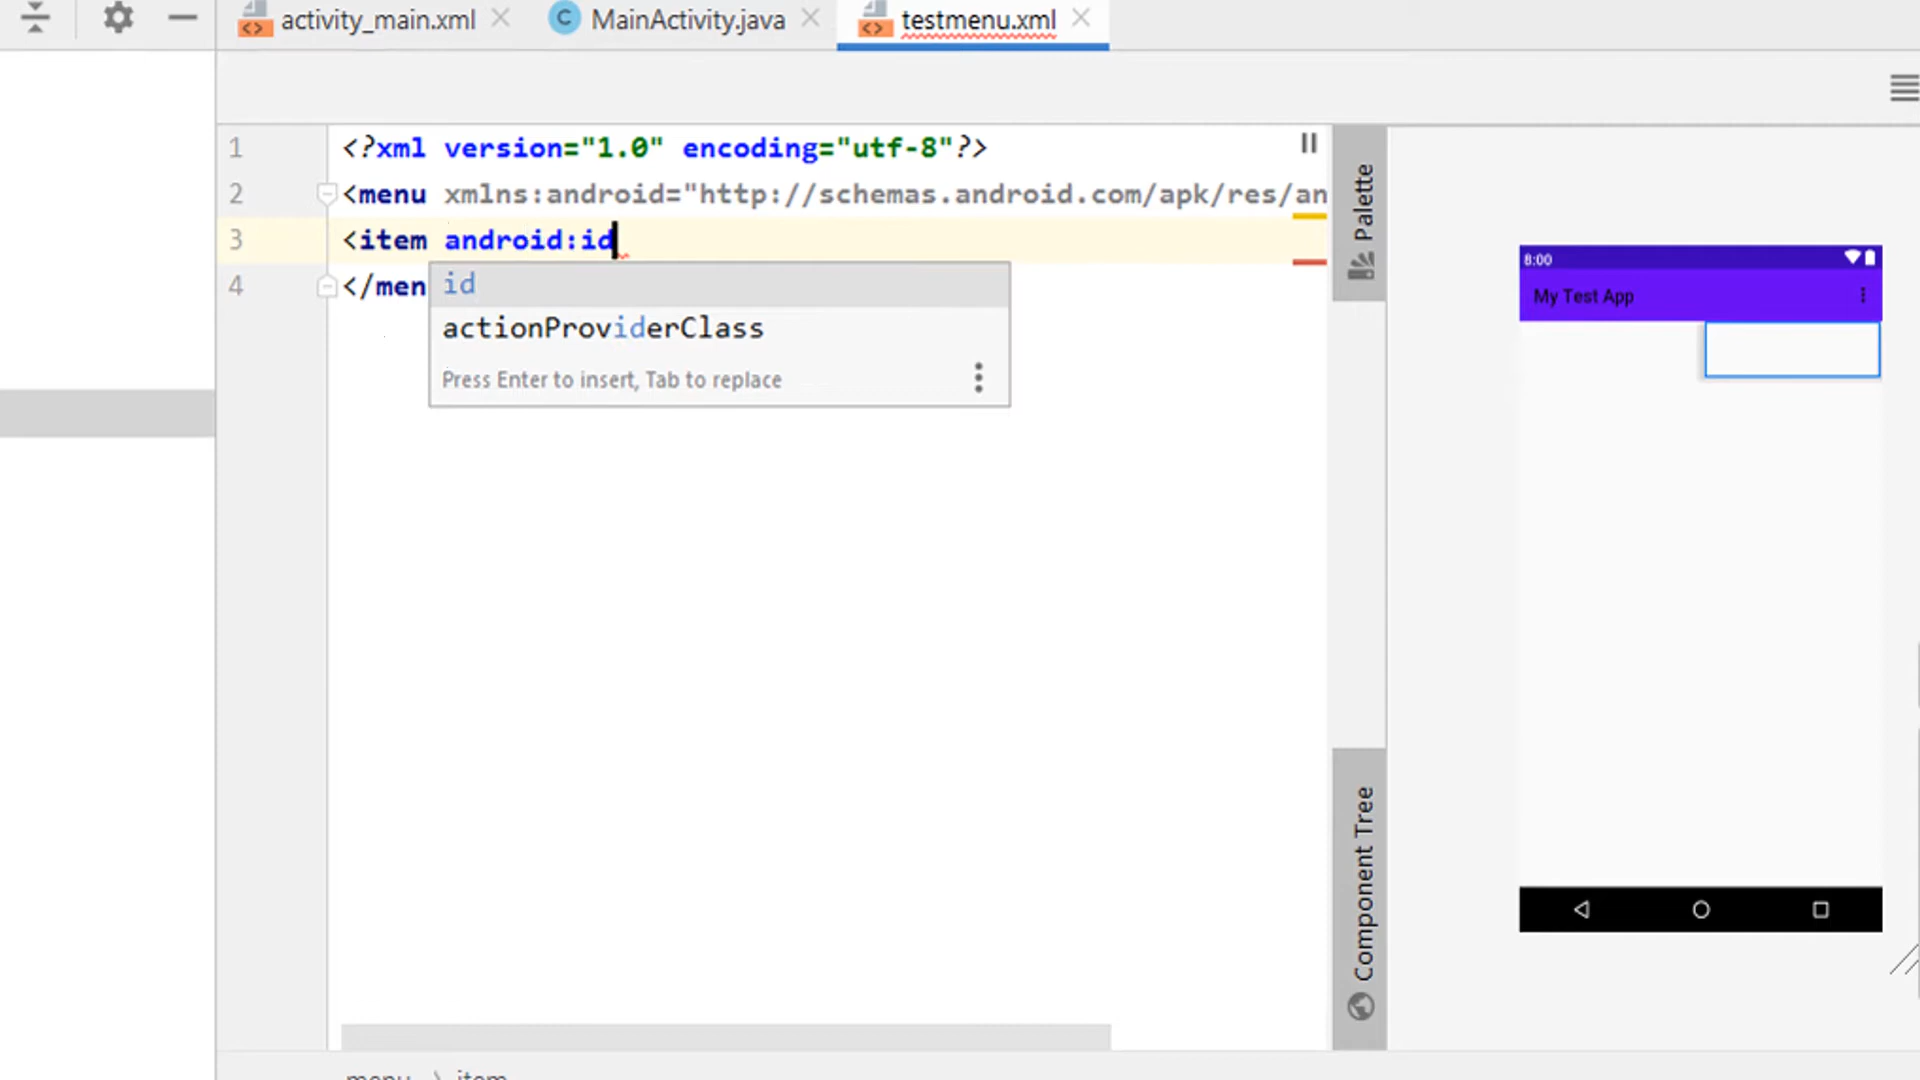 activity_main.xml
C MainActivity.java
testmenu.xml
1 <?xml version="1.0" encoding="utf-8"?>
2 <menu xmlns:android="http://schemas.android.com/apk/res/an
3 <item android:id
4 </men
id
actionProviderClass
Press Enter to insert, Tab to replace
Palette
Component Tree
8:00
My Test App
menu > item